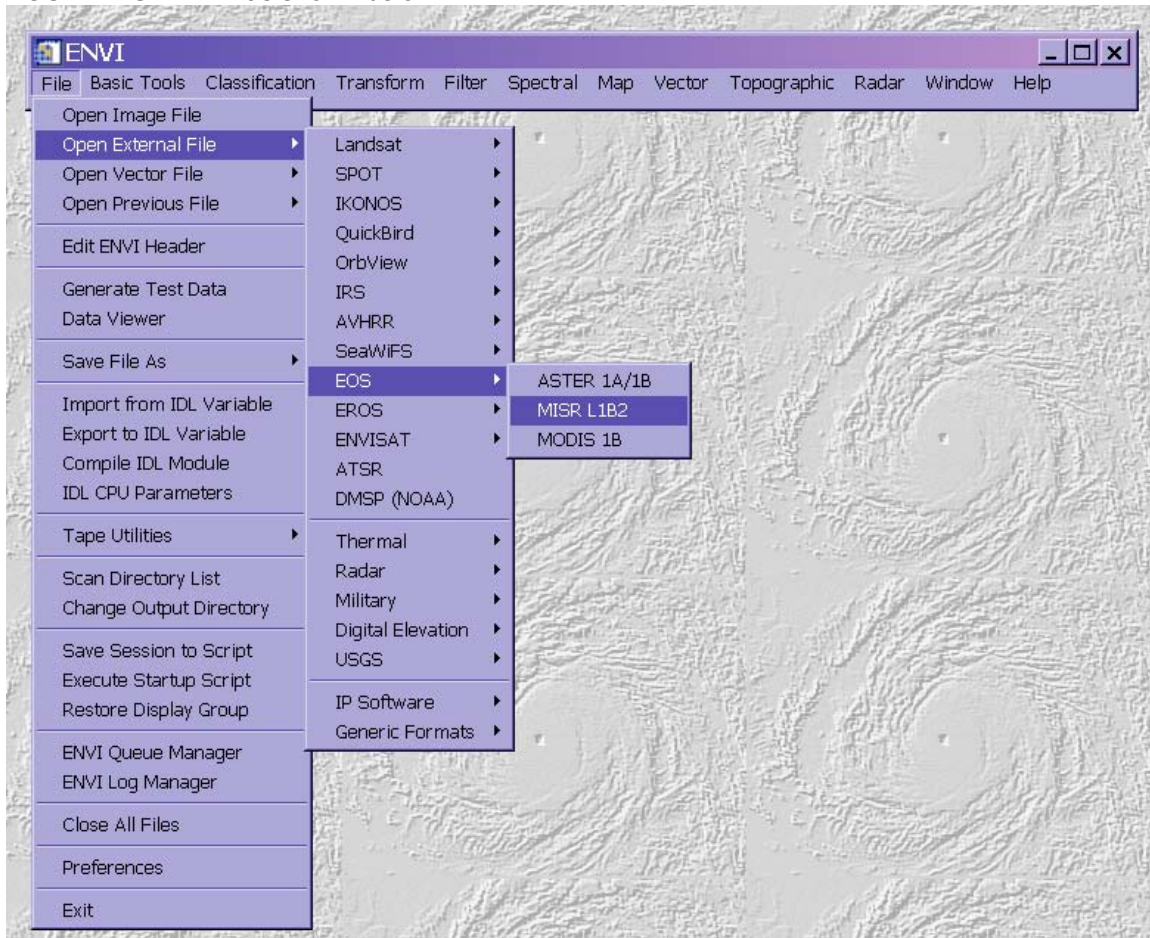 ENVI
File Basic Tools Classification Transform Filter Spectral Map Vector Topographic Radar Window Help
Open Image File
Open External File
Open Vector File
Open Previous File
Edit ENVI Header
Generate Test Data
Data Viewer
Save File As
Import from IDL Variable
Export to IDL Variable
Compile IDL Module
IDL CPU Parameters
Tape Utilities
Scan Directory List
Change Output Directory
Save Session to Script
Execute Startup Script
Restore Display Group
ENVI Queue Manager
ENVI Log Manager
Close All Files
Preferences
Exit
Landsat
SPOT
IKONOS
QuickBird
OrbView
IRS
AVHRR
SeaWiFS
EOS
EROS
ENVISAT
ATSR
DMSP (NOAA)
Thermal
Radar
Military
Digital Elevation
USGS
IP Software
Generic Formats
ASTER 1A/1B
MISR L1B2
MODIS 1B